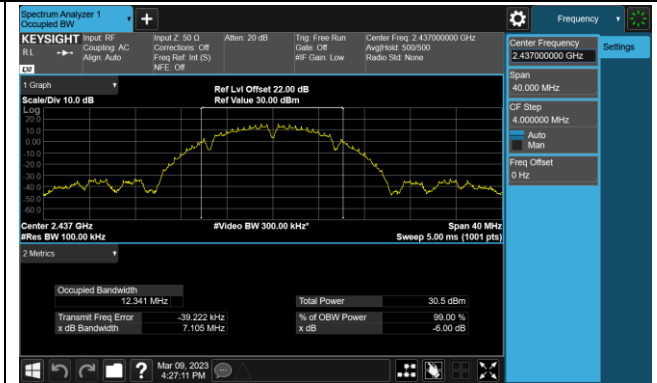 Spectrum Analyzer 1
Occupied BW
Frequency
KEYSIGHT Input: RF Input Z: 50 Ω Atten: 20 dB Trig: Free Run Center Freq: 2.437000000 GHz
R L Coupling: AC Corrections: Off Gate: Off Avg|Hold: 500/500
Align: Auto Freq Ref: Int (S) #IF Gain: Low Radio Std: None
LXI NFE: Off
Center Frequency
2.437000000 GHz
Settings
Span
40.000 MHz
CF Step
4.000000 MHz
Auto
Man
Freq Offset
0 Hz
1 Graph
Scale/Div 10.0 dB
Ref Lvl Offset 22.00 dB
Ref Value 30.00 dBm
Log
20.0
10.0
0.00
-10.0
-20.0
-30.0
-40.0
-50.0
-60.0
Center 2.437 GHz #Video BW 300.00 kHz* Span 40 MHz
#Res BW 100.00 kHz Sweep 5.00 ms (1001 pts)
2 Metrics
Occupied Bandwidth
12.341 MHz Total Power 30.5 dBm
Transmit Freq Error -39.222 kHz % of OBW Power 99.00 %
x dB Bandwidth 7.105 MHz x dB -6.00 dB
?
Mar 09, 2023
4:27:11 PM